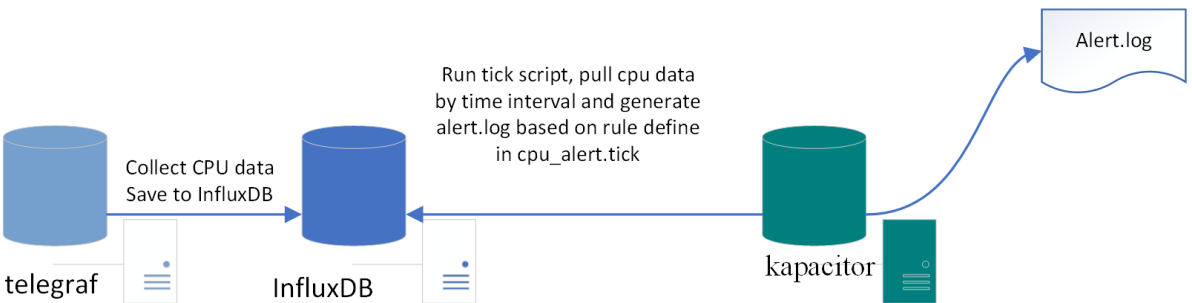 Alert.log
Run tick script, pull cpu data
by time interval and generate
alert.log based on rule define
in cpu_alert.tick
Collect CPU data
Save to InfluxDB
telegraf
InfluxDB
kapacitor